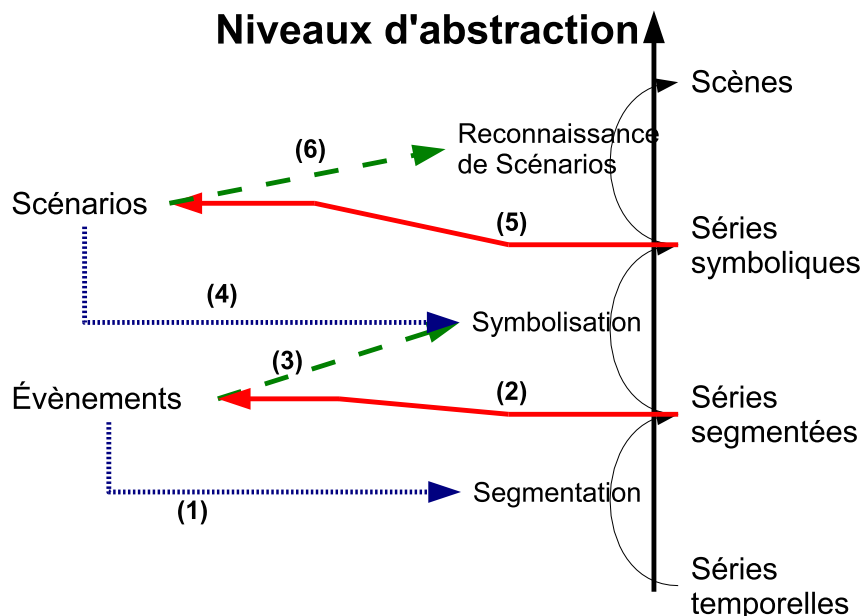 Niveaux d'abstraction
Scènes
Reconnaissance
de Scénarios
(6)
Scénarios
(5)
Séries
symboliques
(4)
Symbolisation
(3)
Évènements
(2)
Séries
segmentées
Segmentation
(1)
Séries
temporelles